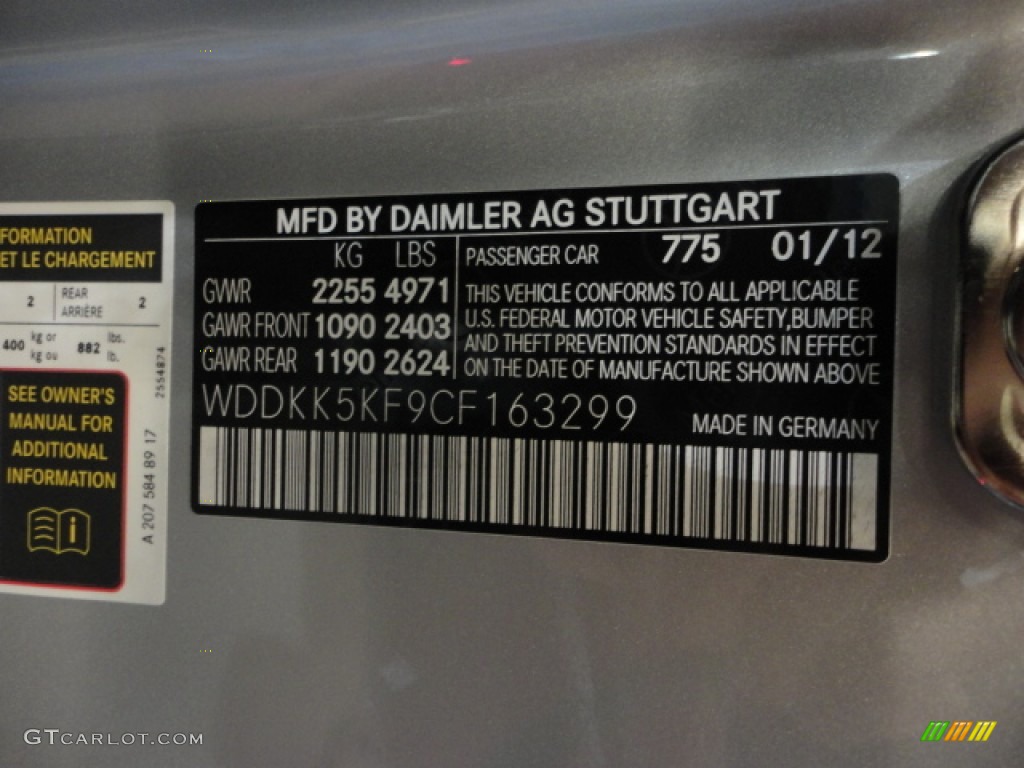 FORMATION
ET LE CHARGEMENT
2 REAR ARRIÈRE 2
400 kg or kg ou 882 lbs. lb.
SEE OWNER'S
MANUAL FOR
ADDITIONAL
INFORMATION
2554874
A 207 584 89 17
MFD BY DAIMLER AG STUTTGART
KG LBS
GWR 2255 4971
GAWR FRONT 1090 2403
GAWR REAR 1190 2624
PASSENGER CAR 775 01/12
THIS VEHICLE CONFORMS TO ALL APPLICABLE
U.S. FEDERAL MOTOR VEHICLE SAFETY, BUMPER
AND THEFT PREVENTION STANDARDS IN EFFECT
ON THE DATE OF MANUFACTURE SHOWN ABOVE
WDDKK5KF9CF163299
MADE IN GERMANY
GTCARLOT.COM